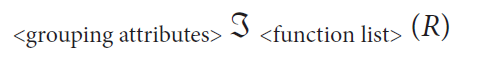 <grouping attributes> ℑ <function list> (R)